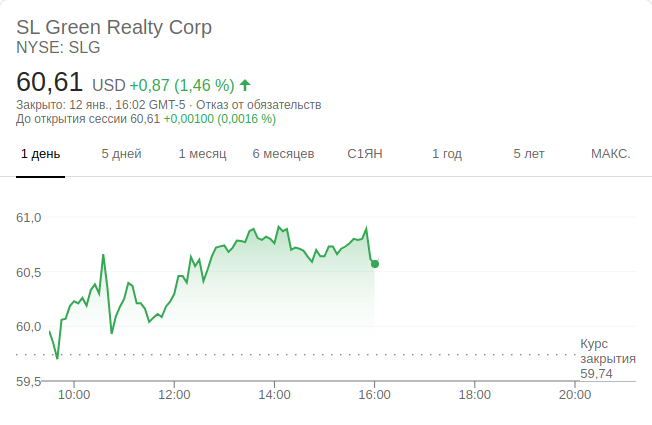 SL Green Realty Corp
NYSE: SLG
60,61 USD +0,87 (1,46 %)
Закрыто: 12 янв., 16:02 GMT-5 · Отказ от обязательств
До открытия сессии 60,61 +0,00100 (0,0016 %)
1 день 5 дней 1 месяц 6 месяцев С1ЯН 1 год 5 лет МАКС.
61,0
60,5
60,0
Курс
закрытия
59,74
59,5
10:00 12:00 14:00 16:00 18:00 20:00